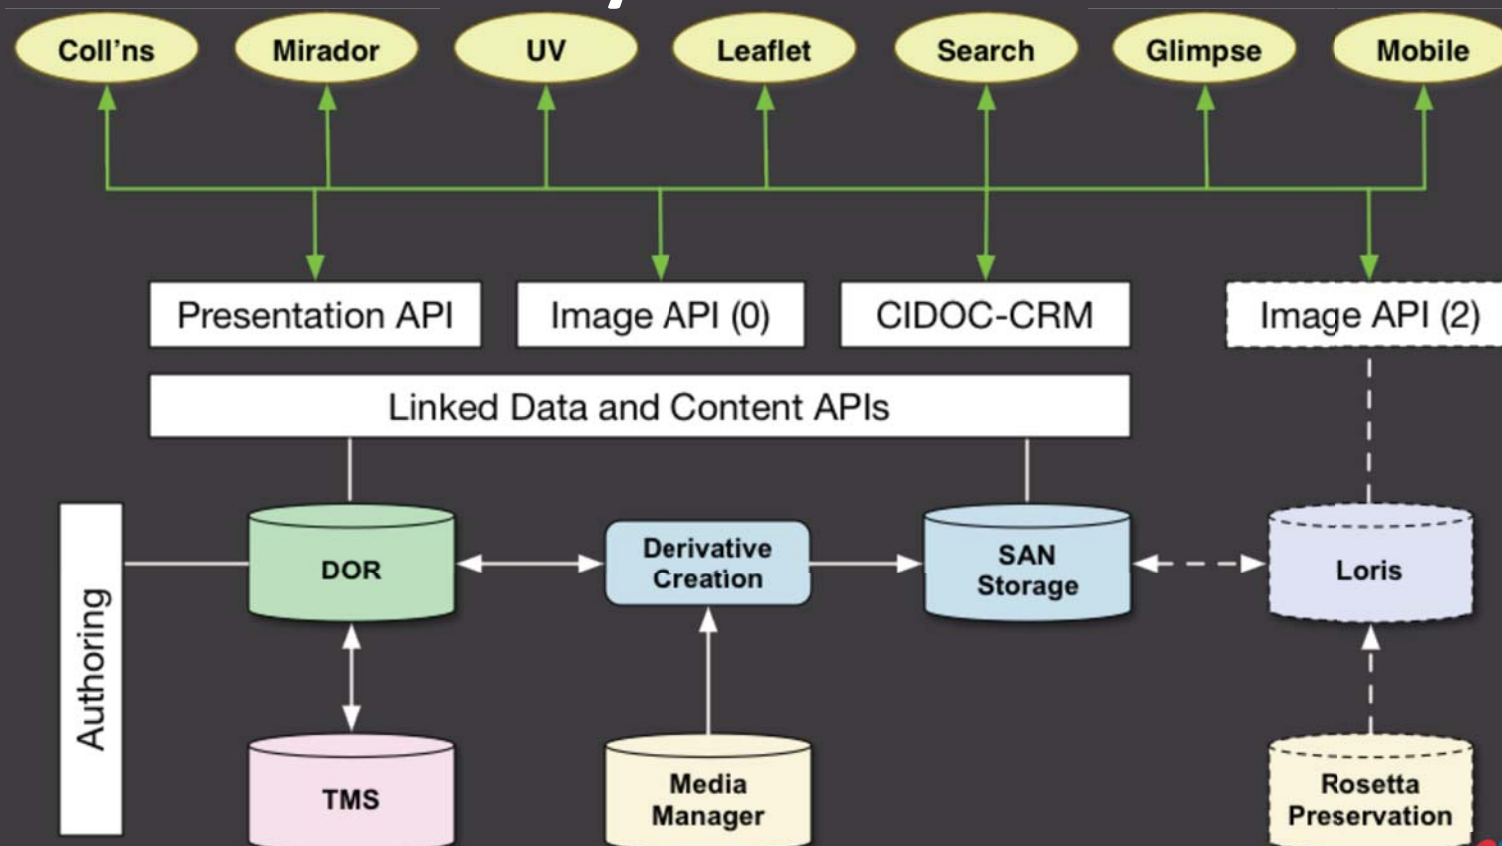 Coll'ns
Mirador
UV
Leaflet
Search
Glimpse
Mobile
Presentation API
Image API (0)
CIDOC-CRM
Image API (2)
Linked Data and Content APIs
Authoring
DOR
Derivative
Creation
SAN
Storage
Loris
TMS
Media
Manager
Rosetta
Preservation